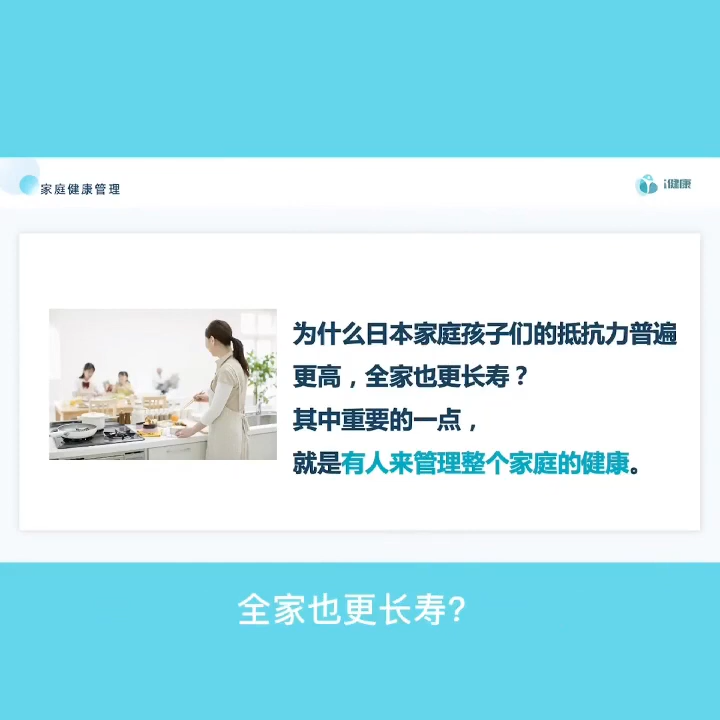 家庭健康管理
i健康
为什么日本家庭孩子们的抵抗力普遍
更高，全家也更长寿？
其中重要的一点，
就是有人来管理整个家庭的健康。
全家也更长寿?